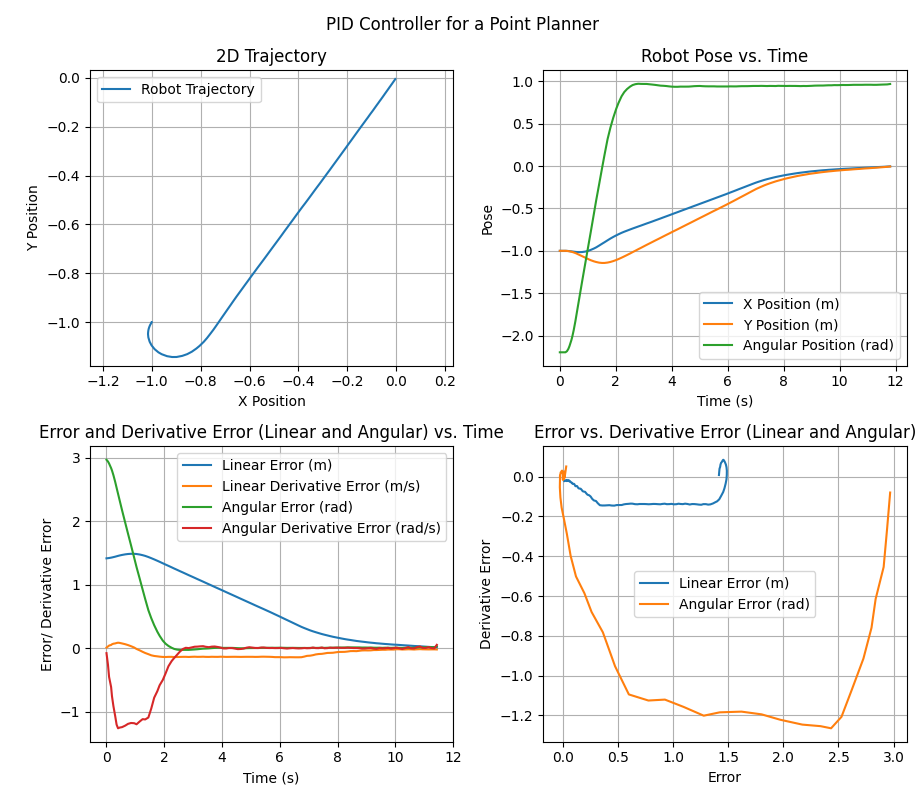 PID Controller for a Point Planner
2D Trajectory
Robot Trajectory
0.0
−0.2
−0.4
−0.6
−0.8
−1.0
Y Position
−1.2 −1.0 −0.8 −0.6 −0.4 −0.2 0.0 0.2
X Position
Robot Pose vs. Time
1.0
0.5
0.0
−0.5
−1.0
−1.5
−2.0
Pose
X Position (m)
Y Position (m)
Angular Position (rad)
0 2 4 6 8 10 12
Time (s)
Error and Derivative Error (Linear and Angular) vs. Time
3
2
1
0
−1
Error/ Derivative Error
Linear Error (m)
Linear Derivative Error (m/s)
Angular Error (rad)
Angular Derivative Error (rad/s)
0 2 4 6 8 10 12
Time (s)
Error vs. Derivative Error (Linear and Angular)
0.0
−0.2
−0.4
−0.6
−0.8
−1.0
−1.2
Derivative Error
Linear Error (m)
Angular Error (rad)
0.0 0.5 1.0 1.5 2.0 2.5 3.0
Error